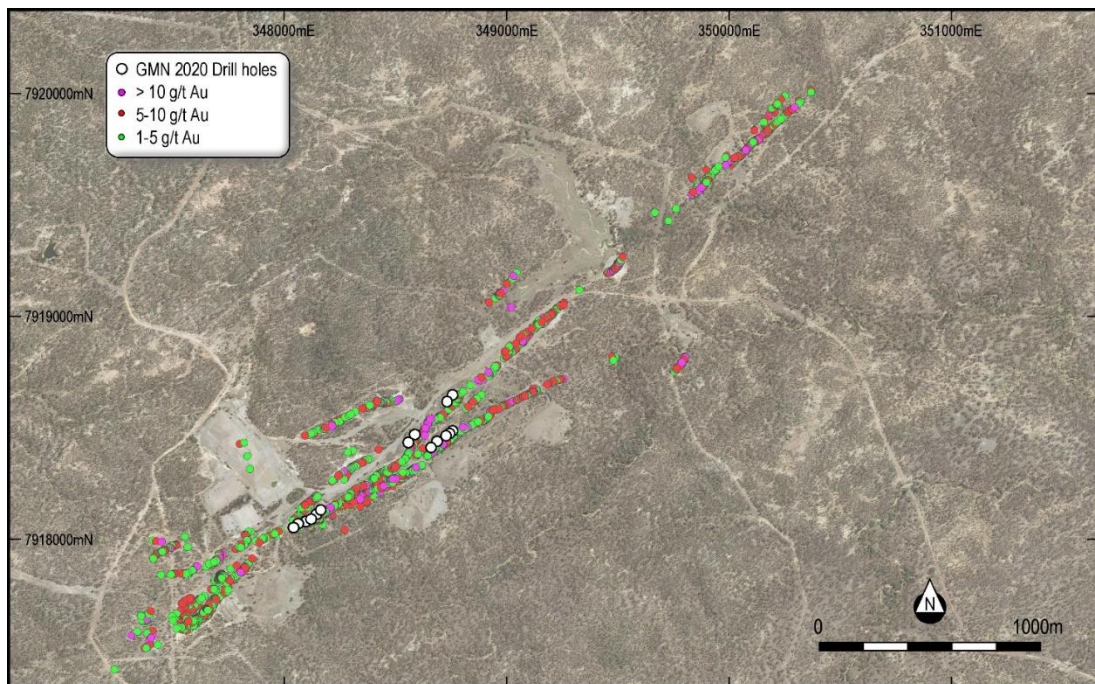 348000mE
349000mE
350000mE
351000mE
GMN 2020 Drill holes
> 10 g/t Au
5-10 g/t Au
1-5 g/t Au
7920000mN
7919000mN
7918000mN
N
0
1000m